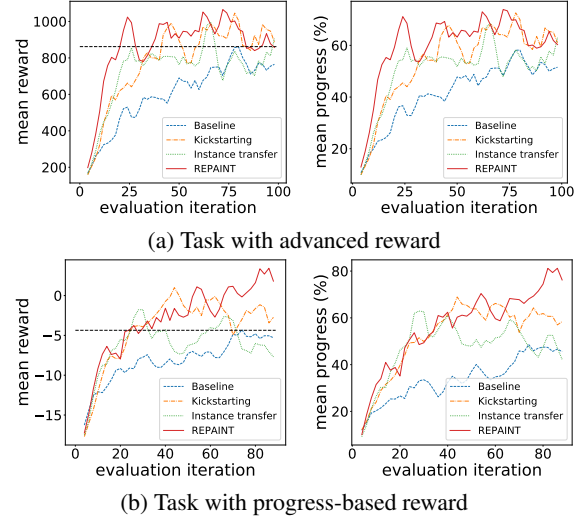 mean reward
1000
800
600
400
200
0
25
50
75
100
evaluation iteration
Baseline
Kickstarting
Instance transfer
REPAINT
mean progress (%)
60
40
20
0
25
50
75
100
evaluation iteration
Baseline
Kickstarting
Instance transfer
REPAINT
(a) Task with advanced reward
mean reward
0
−5
−10
−15
0
20
40
60
80
evaluation iteration
Baseline
Kickstarting
Instance transfer
REPAINT
mean progress (%)
80
60
40
20
0
20
40
60
80
evaluation iteration
Baseline
Kickstarting
Instance transfer
REPAINT
(b) Task with progress-based reward